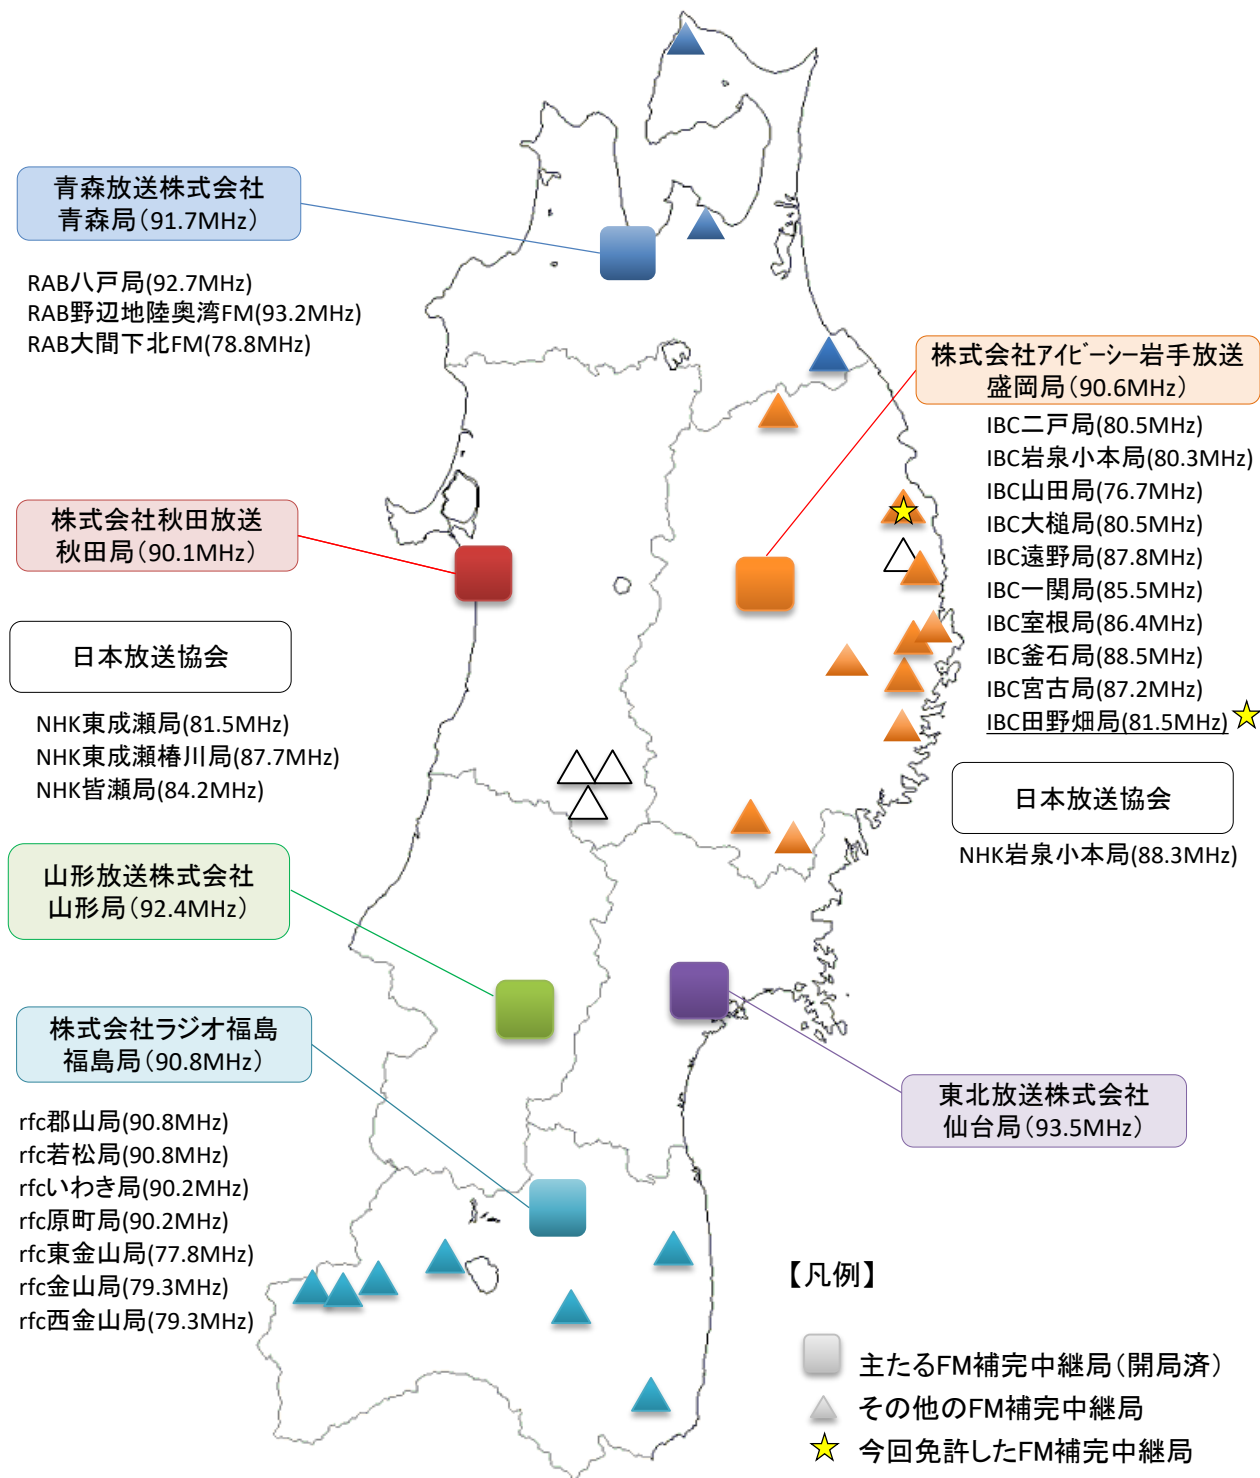 青森放送株式会社
青森局（91.7MHz）
RAB八戸局(92.7MHz)
RAB野辺地陸奥湾FM(93.2MHz)
RAB大間下北FM(78.8MHz)
株式会社ｱｲﾋﾞｰシー岩手放送
盛岡局（90.6MHz）
IBC二戸局(80.5MHz)
IBC岩泉小本局(80.3MHz)
IBC山田局(76.7MHz)
IBC大槌局(80.5MHz)
IBC遠野局(87.8MHz)
IBC一関局(85.5MHz)
IBC室根局(86.4MHz)
IBC釜石局(88.5MHz)
IBC宮古局(87.2MHz)
IBC田野畑局(81.5MHz)
株式会社秋田放送
秋田局（90.1MHz）
日本放送協会
NHK東成瀬局(81.5MHz)
NHK東成瀬椿川局(87.7MHz)
NHK皆瀬局(84.2MHz)
日本放送協会
NHK岩泉小本局(88.3MHz)
山形放送株式会社
山形局（92.4MHz）
株式会社ラジオ福島
福島局（90.8MHz）
rfc郡山局(90.8MHz)
rfc若松局(90.8MHz)
rfcいわき局(90.2MHz)
rfc原町局(90.2MHz)
rfc東金山局(77.8MHz)
rfc金山局(79.3MHz)
rfc西金山局(79.3MHz)
東北放送株式会社
仙台局（93.5MHz）
【凡例】
主たるFM補完中継局（開局済）
その他のFM補完中継局
今回免許したFM補完中継局